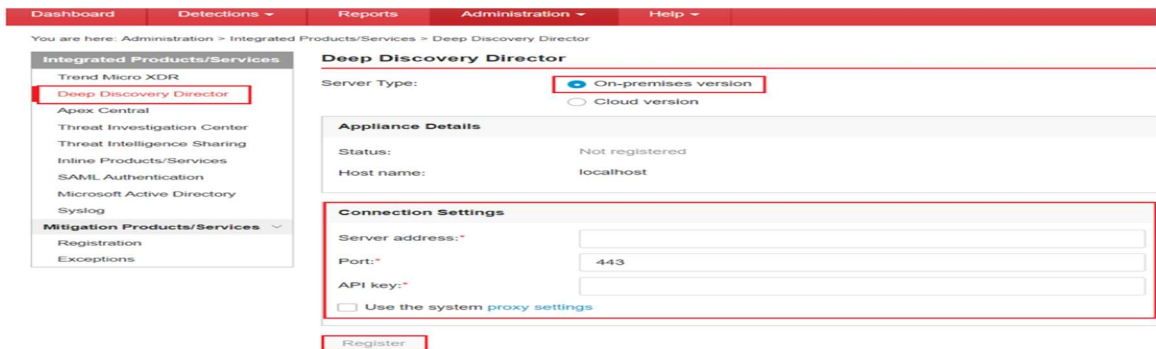 Dashboard Detections Reports Administration Help
You are here: Administration > Integrated Products/Services > Deep Discovery Director
Integrated Products/Services
Trend Micro XDR
Deep Discovery Director
Apex Central
Threat Investigation Center
Threat Intelligence Sharing
Inline Products/Services
SAML Authentication
Microsoft Active Directory
Syslog
Mitigation Products/Services
Registration
Exceptions
Deep Discovery Director
Server Type: On-premises version
Cloud version
Appliance Details
Status: Not registered
Host name: localhost
Connection Settings
Server address:*
Port:* 443
API key:*
Use the system proxy settings
Register